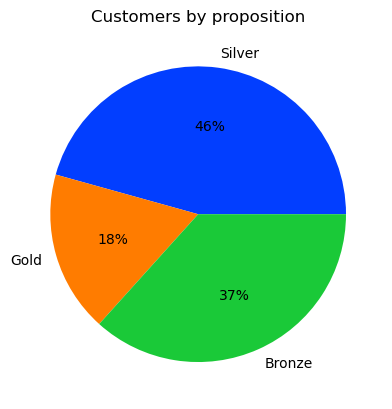 Customers by proposition
Silver
46%
Gold
18%
37%
Bronze